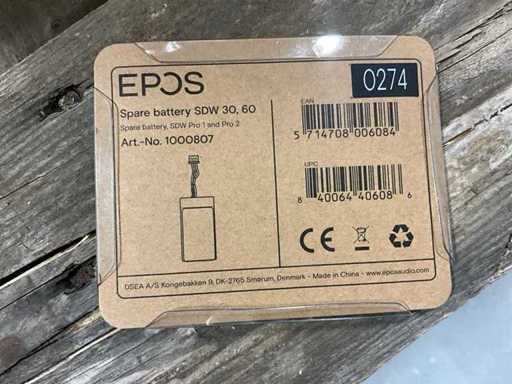 EPOS
0274
Spare battery SDW 30, 60
Spare battery, SDW Pro 1 and Pro 2
Art.-No. 1000807
EAN
5 714708 006084
UPC
8 40064 40608 6
CE
DSEA A/S Kongebakken 9, DK-2765 Smørum, Denmark - Made in China - www.eposaudio.com